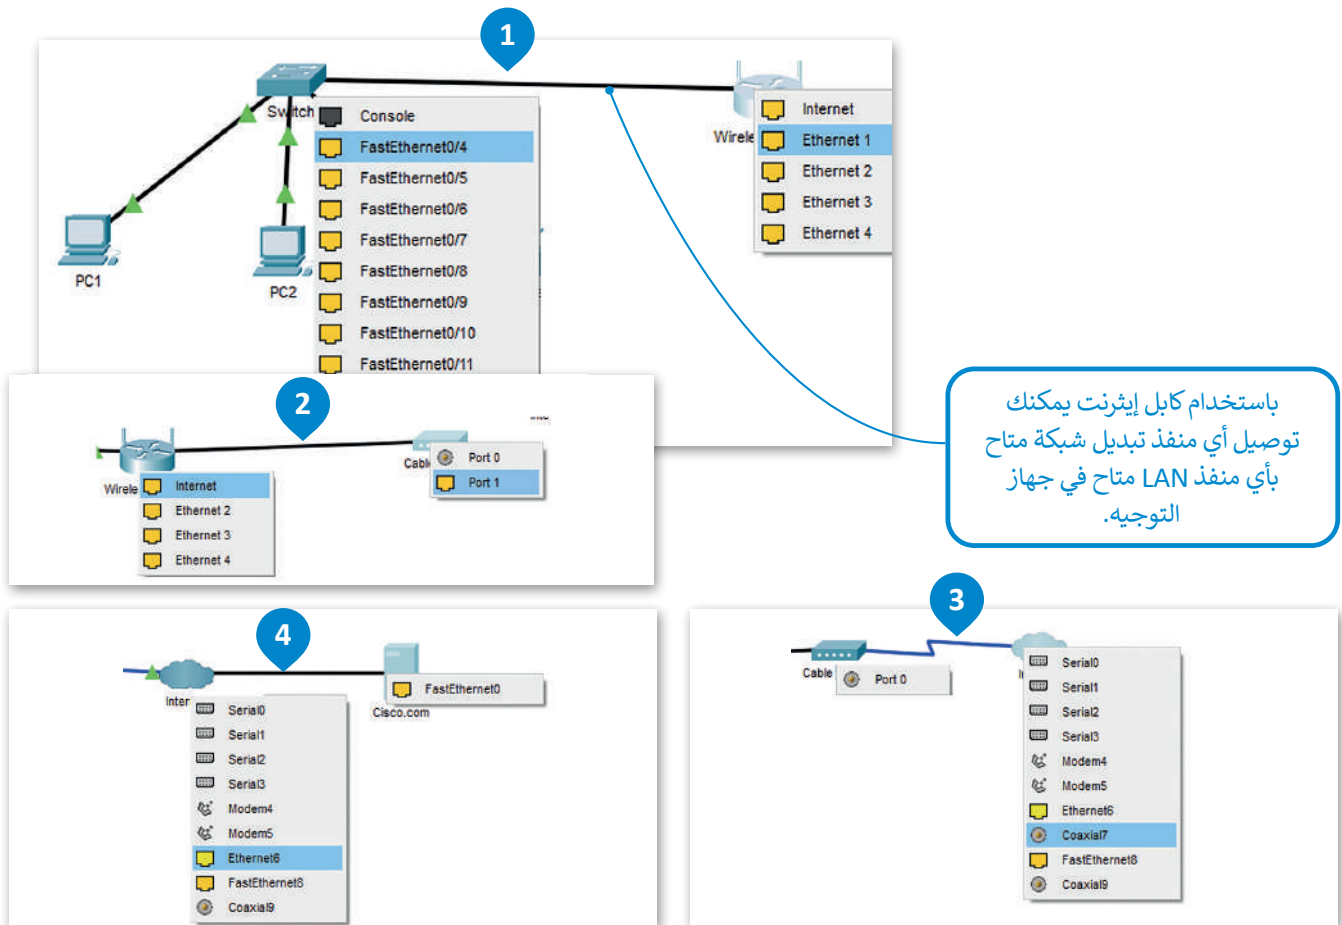 1
Switch
Console
FastEthernet0/4
FastEthernet0/5
FastEthernet0/6
FastEthernet0/7
FastEthernet0/8
FastEthernet0/9
FastEthernet0/10
FastEthernet0/11
PC1
PC2
Wirele
Internet
Ethernet 1
Ethernet 2
Ethernet 3
Ethernet 4
باستخدام كابل إيثرنت يمكنك
توصيل أي منفذ تبديل شبكة متاح
بأي منفذ LAN متاح في جهاز
التوجيه.
2
Wirele
Internet
Ethernet 2
Ethernet 3
Ethernet 4
Cabl
Port 0
Port 1
3
Cable
Port 0
Serial0
Serial1
Serial2
Serial3
Modem4
Modem5
Ethernet6
Coaxial7
FastEthernet8
Coaxial9
4
Inter
Serial0
Serial1
Serial2
Serial3
Modem4
Modem5
Ethernet6
FastEthernet8
Coaxial9
FastEthernet0
Cisco.com